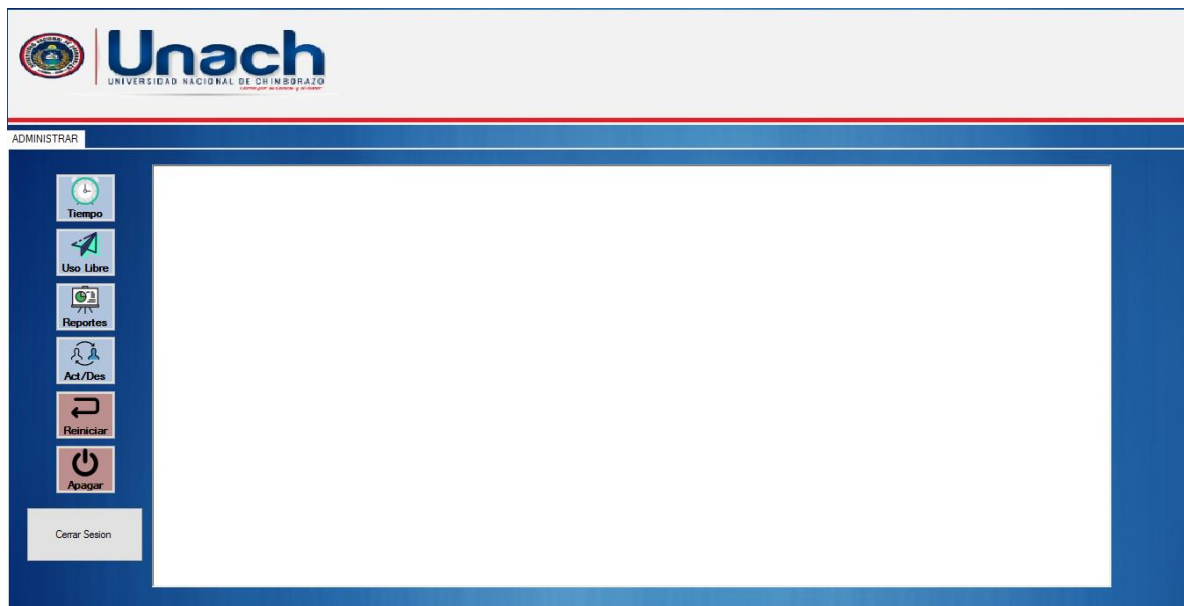 Unach
UNIVERSIDAD NACIONAL DE CHIMBORAZO
ADMINISTRAR
Tiempo
Uso Libre
Reportes
Act/Des
Reiniciar
Apagar
Cerrar Sesion